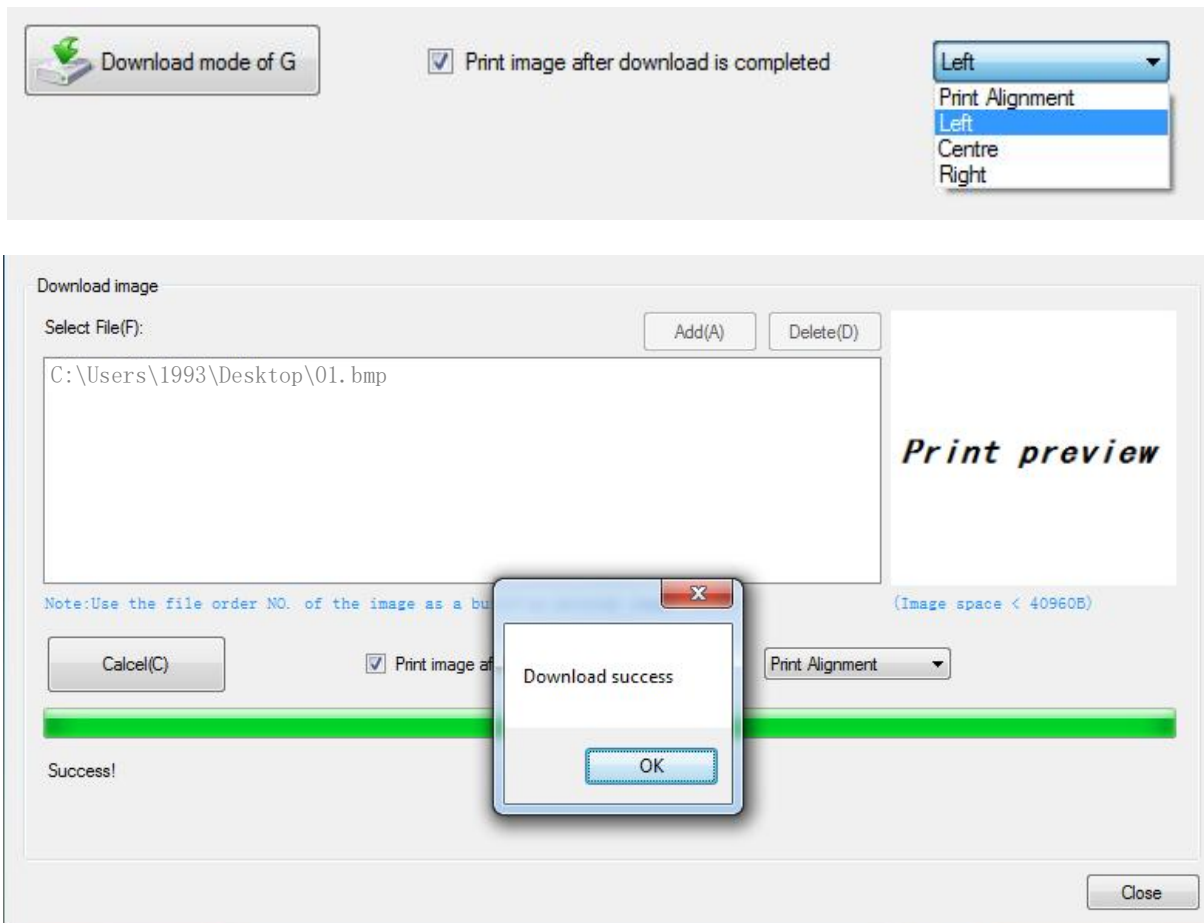 Download mode of G
Print image after download is completed
Left
Print Alignment
Left
Centre
Right
Download image
Select File(F):
Add(A)
Delete(D)
C:\Users\1993\Desktop\01.bmp
Print preview
Note:Use the file order NO. of the image as a
(Image space < 40960B)
Calcel(C)
Print image
Print Alignment
Download success
OK
Success!
Close